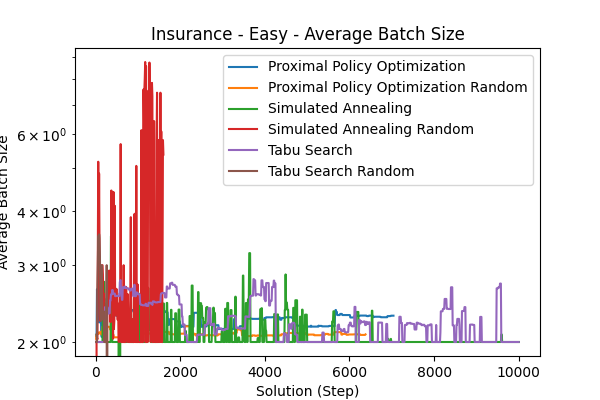 Insurance - Easy - Average Batch Size
Proximal Policy Optimization
Proximal Policy Optimization Random
Simulated Annealing
Simulated Annealing Random
Tabu Search
Tabu Search Random
Average Batch Size
6 × 10⁰
4 × 10⁰
3 × 10⁰
2 × 10⁰
0 2000 4000 6000 8000 10000
Solution (Step)